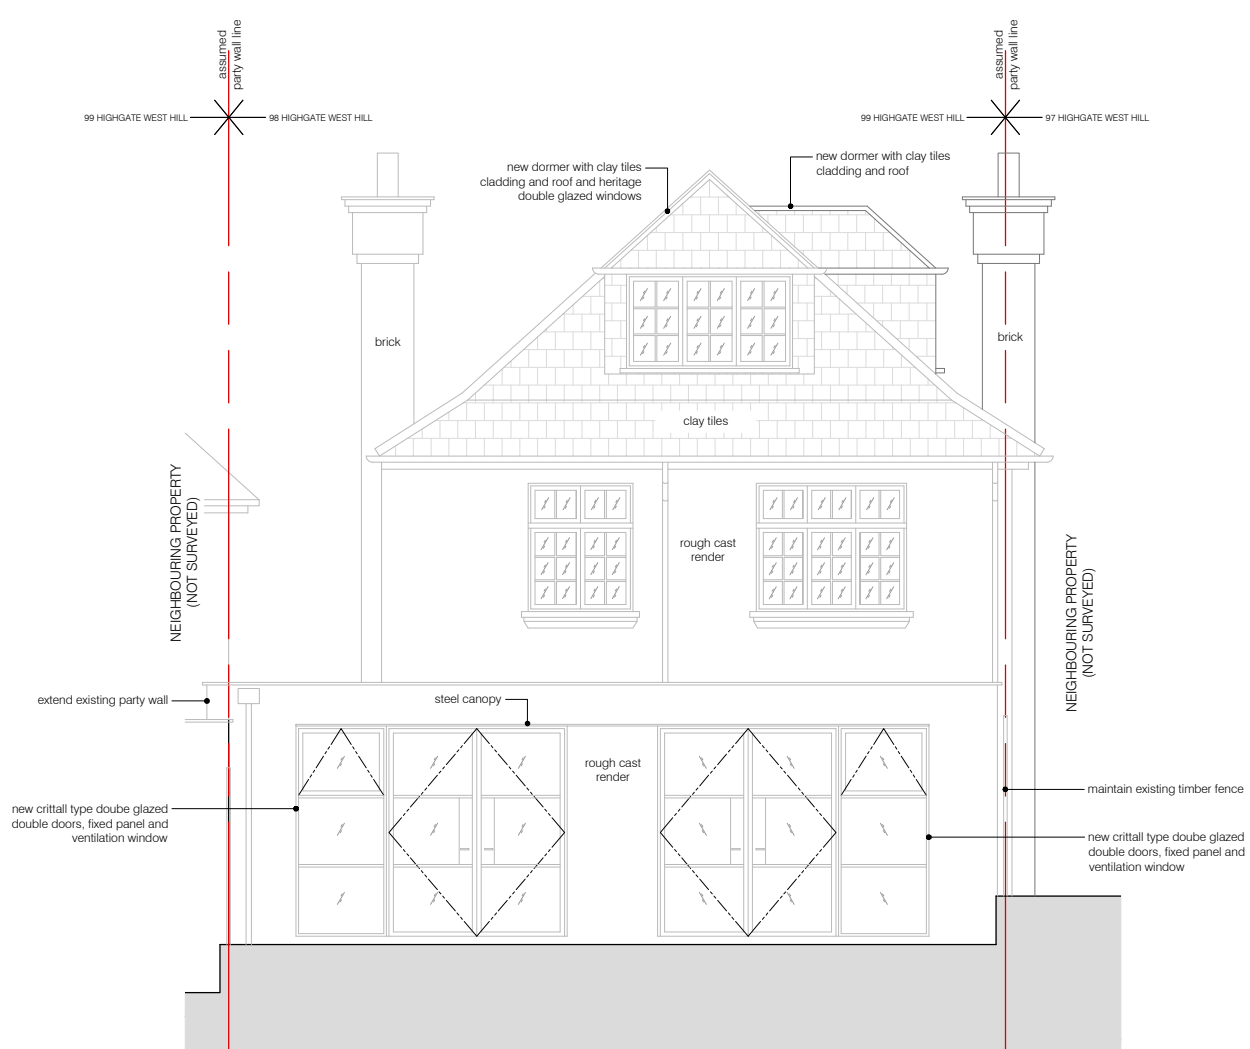 assumed
party wall line
assumed
party wall line
99 HIGHGATE WEST HILL
98 HIGHGATE WEST HILL
99 HIGHGATE WEST HILL
97 HIGHGATE WEST HILL
new dormer with clay tiles
cladding and roof and heritage
double glazed windows
new dormer with clay tiles
cladding and roof
brick
brick
clay tiles
NEIGHBOURING PROPERTY
(NOT SURVEYED)
rough cast
render
NEIGHBOURING PROPERTY
(NOT SURVEYED)
extend existing party wall
steel canopy
rough cast
render
new crittall type doube glazed
double doors, fixed panel and
ventilation window
maintain existing timber fence
new crittall type doube glazed
double doors, fixed panel and
ventilation window